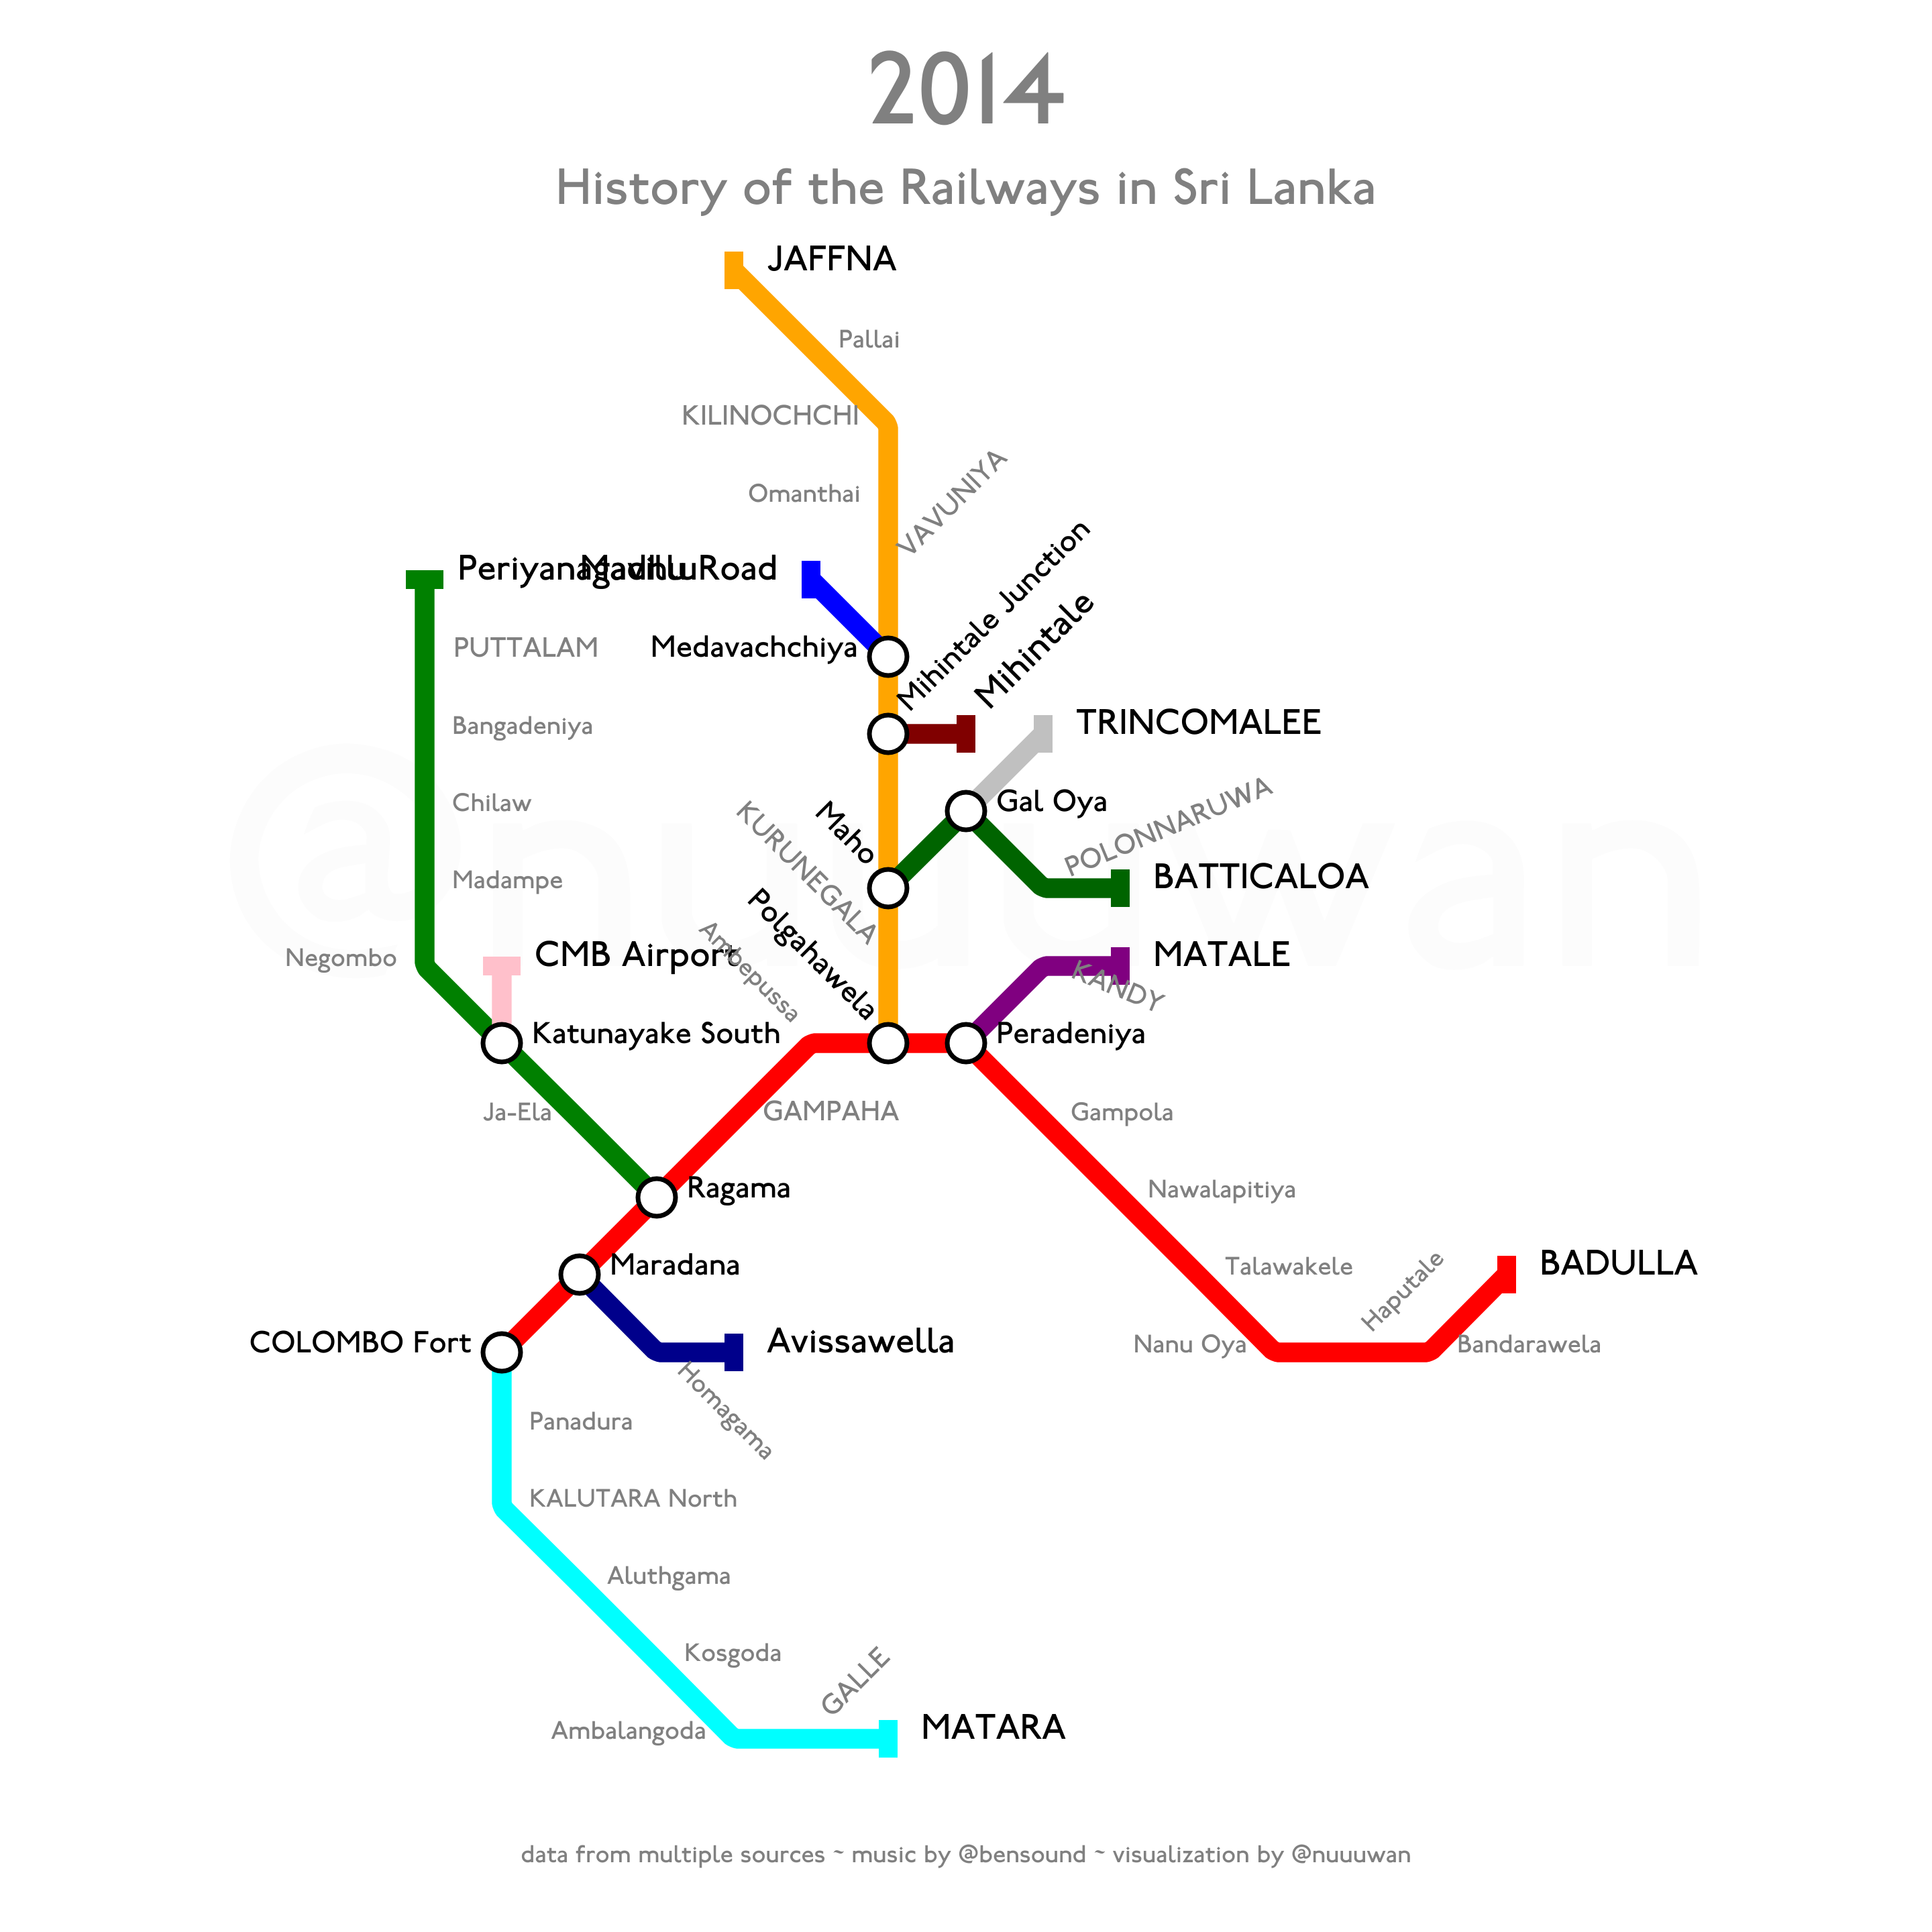 2014
History of the Railways in Sri Lanka
JAFFNA
Pallai
KILINOCHCHI
Omanthai
VAVUNIYA
Periyanagavillu
Madhu Road
PUTTALAM
Medavachchiya
Mihintale Junction
Mihintale
Bangadeniya
TRINCOMALEE
Chilaw
Maho
Gal Oya
POLONNARUWA
KURUNEGALA
Madampe
BATTICALOA
Polgahawela
Ambepussa
Negombo
CMB Airport
MATALE
KANDY
Katunayake South
Peradeniya
Ja-Ela
GAMPAHA
Gampola
Ragama
Nawalapitiya
Maradana
Talawakele
Haputale
BADULLA
COLOMBO Fort
Avissawella
Nanu Oya
Bandarawela
Homagama
Panadura
KALUTARA North
Aluthgama
Kosgoda
GALLE
Ambalangoda
MATARA
@nuuuwan
data from multiple sources ~ music by @bensound ~ visualization by @nuuuwan